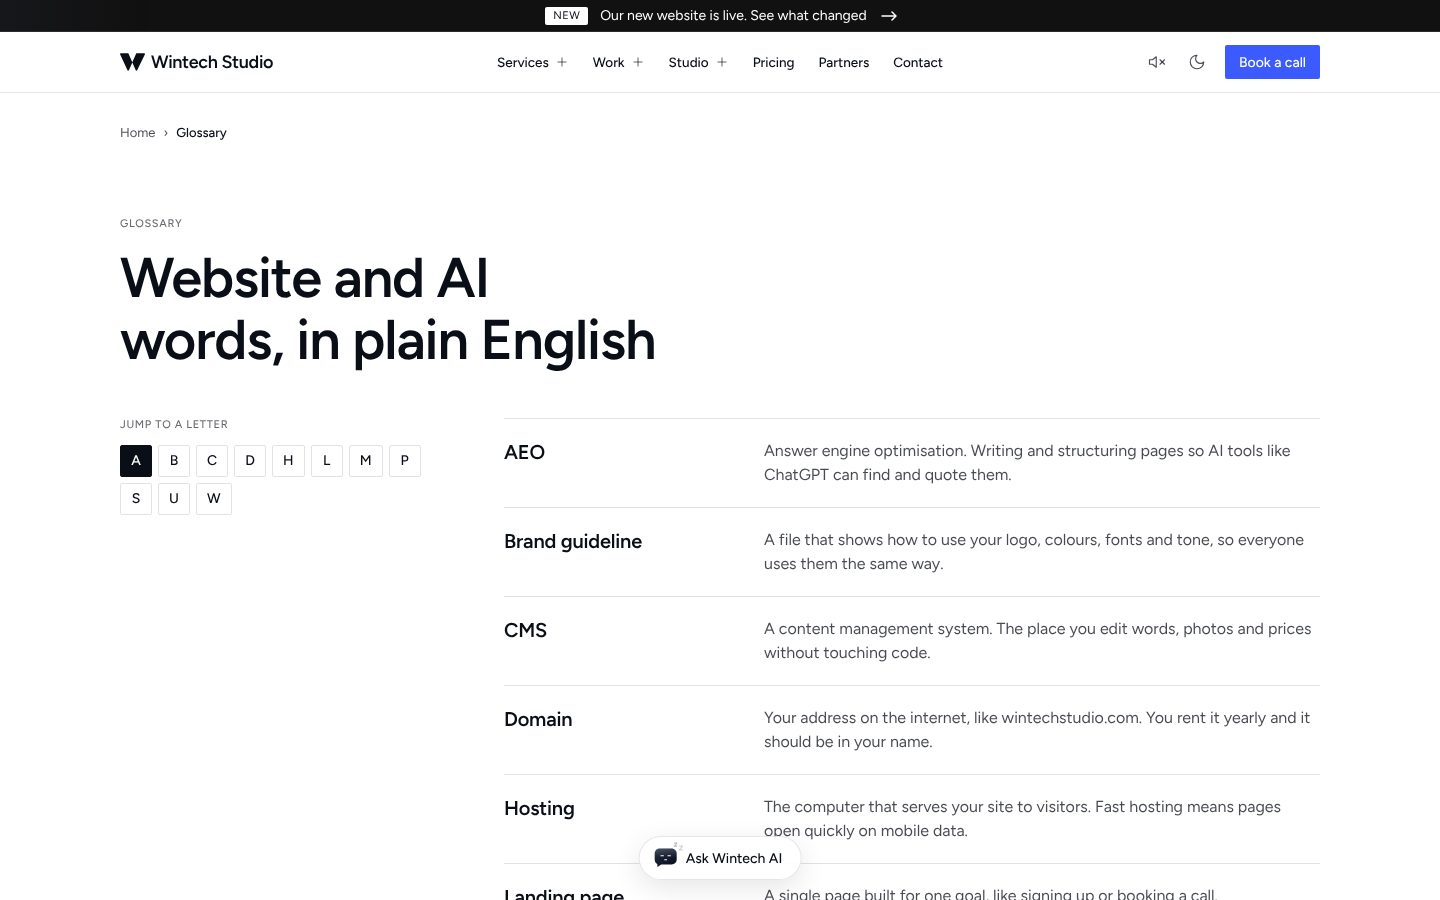 NEW Our new website is live. See what changed
Wintech Studio
Services
Work
Studio
Pricing
Partners
Contact
Book a call
Home › Glossary
GLOSSARY
Website and AI
words, in plain English
JUMP TO A LETTER
A B C D H L M P
S U W
AEO
Answer engine optimisation. Writing and structuring pages so AI tools like
ChatGPT can find and quote them.
Brand guideline
A file that shows how to use your logo, colours, fonts and tone, so everyone
uses them the same way.
CMS
A content management system. The place you edit words, photos and prices
without touching code.
Domain
Your address on the internet, like wintechstudio.com. You rent it yearly and it
should be in your name.
Hosting
The computer that serves your site to visitors. Fast hosting means pages
open quickly on mobile data.
Ask Wintech AI
Landing page
A single page built for one goal, like signing up or booking a call.